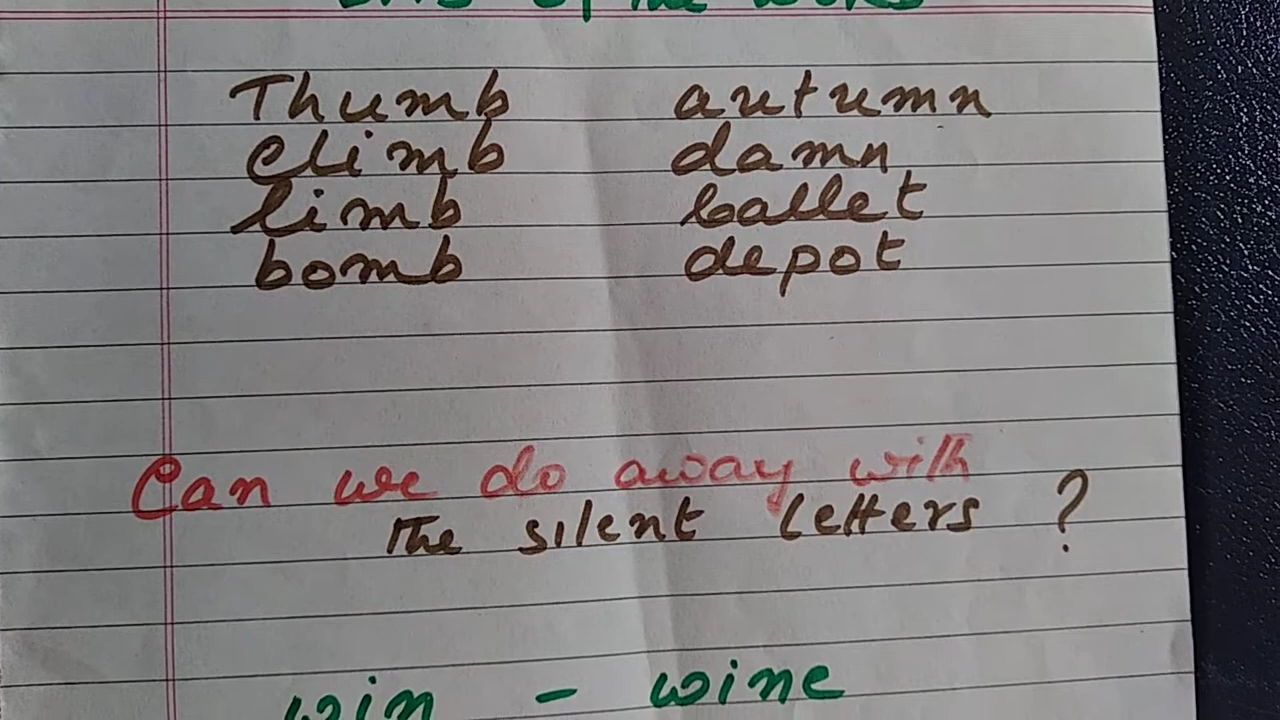 Thumb autumn
climb damn
limb ballet
bomb depot
Can we do away with
The silent letters ?
win - wine